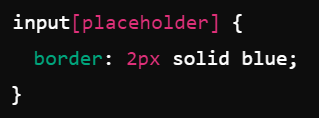 input[placeholder] {
  border: 2px solid blue;
}